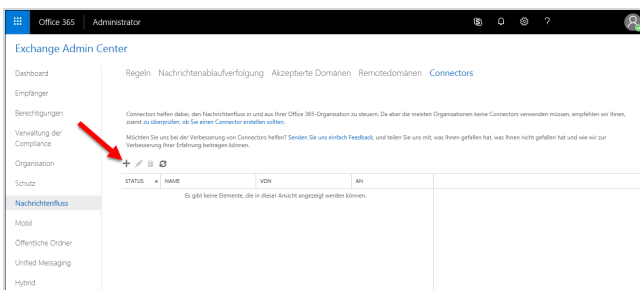 Office 365 Administrator
Exchange Admin Center
Dashboard
Empfänger
Berechtigungen
Verwaltung der
Compliance
Organisation
Schutz
Nachrichtenfluss
Mobil
Öffentliche Ordner
Unified Messaging
Hybrid
Regeln Nachrichtenablaufverfolgung Akzeptierte Domänen Remotedomänen Connectors
Connectors helfen dabei, den Nachrichtenfluss in und aus Ihrer Office 365-Organisation zu steuern. Da aber die meisten Organisationen keine Connectors verwenden müssen, empfehlen wir Ihnen,
zuerst zu überprüfen, ob Sie einen Connector erstellen sollten.
Möchten Sie uns bei der Verbesserung von Connectors helfen? Senden Sie uns einfach Feedback, und teilen Sie uns mit, was Ihnen gefallen hat, was Ihnen nicht gefallen hat und wie wir zur
Verbesserung Ihrer Erfahrung beitragen können.
STATUS NAME VON AN
Es gibt keine Elemente, die in dieser Ansicht angezeigt werden können.